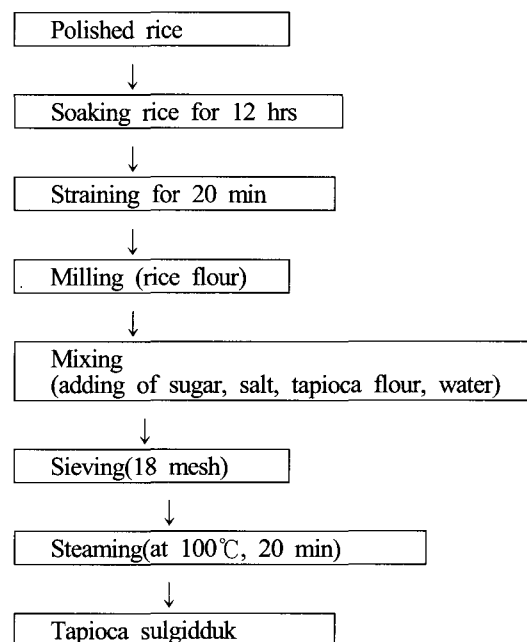 Polished rice
↓
Soaking rice for 12 hrs
↓
Straining for 20 min
↓
Milling (rice flour)
↓
Mixing
(adding of sugar, salt, tapioca flour, water)
↓
Sieving(18 mesh)
↓
Steaming(at 100℃, 20 min)
↓
Tapioca sulgidduk